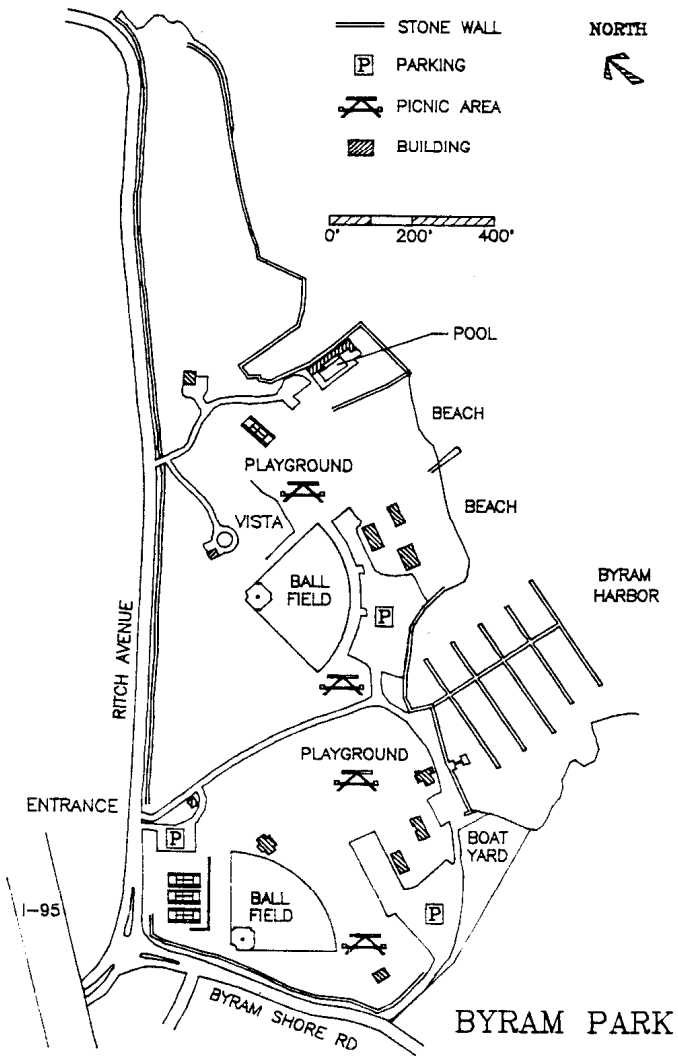 STONE WALL
NORTH
P PARKING
PICNIC AREA
BUILDING
0' 200' 400'
POOL
BEACH
PLAYGROUND
BEACH
VISTA
BALL
FIELD
BYRAM
HARBOR
P
RITCH AVENUE
PLAYGROUND
ENTRANCE
P
BOAT
YARD
I-95
BALL
FIELD
P
BYRAM SHORE RD
BYRAM PARK